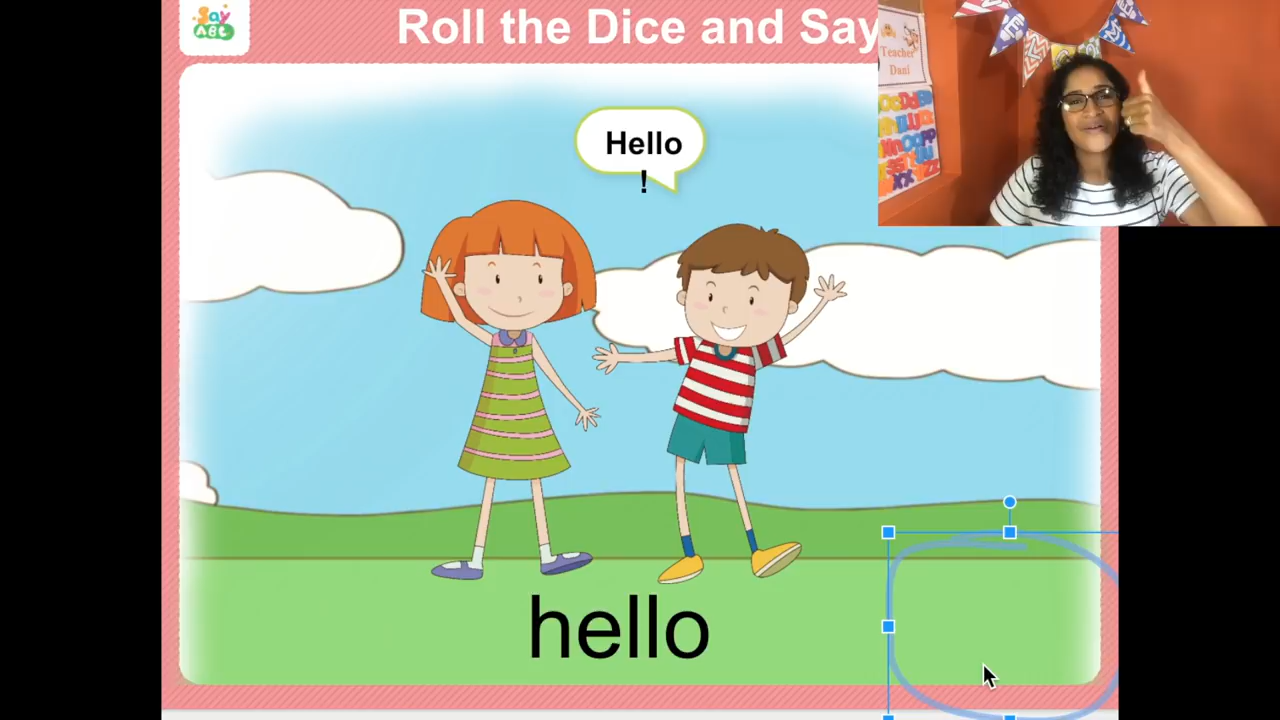 Say
ABC
Roll the Dice and Say
Teacher
Dani
Hello
!
hello